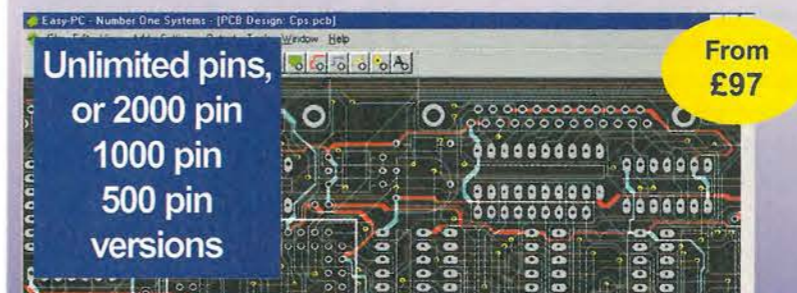 Easy-PC - Number One Systems - [PCB Design: Cps.pcb]
Window Help
Unlimited pins,
or 2000 pin
1000 pin
500 pin
versions
From
£97